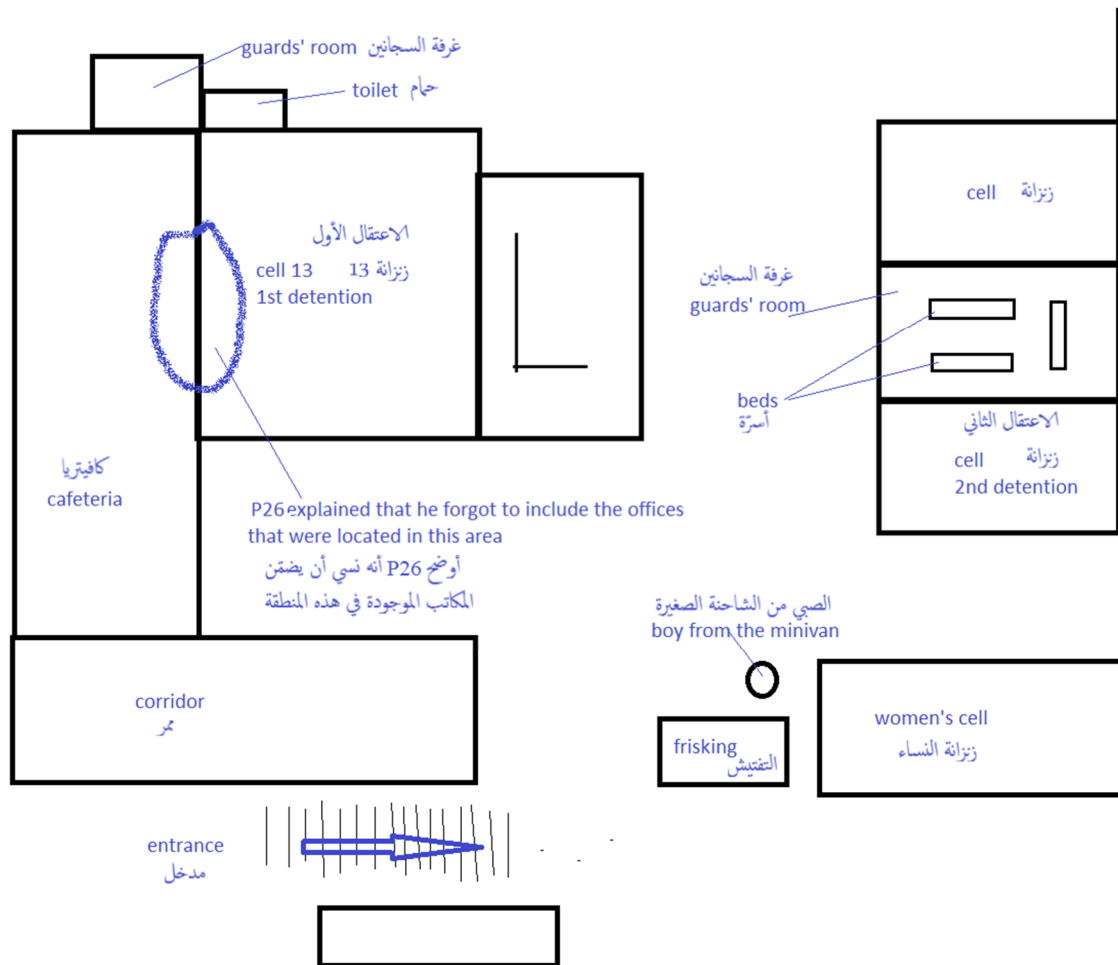 guards' room غرفة السجانين
toilet حمام
الاعتقال الأول
cell 13 زنزانة 13
1st detention
كافيتريا
cafeteria
P26 explained that he forgot to include the offices
that were located in this area
أوضح P26 أنه نسي أن يضمّن
المكاتب الموجودة في هذه المنطقة
corridor
ممر
entrance
مدخل
cell زنزانة
غرفة السجانين
guards' room
beds
أسرّة
الاعتقال الثاني
cell زنزانة
2nd detention
الصبي من الشاحنة الصغيرة
boy from the minivan
frisking
التفتيش
women's cell
زنزانة النساء